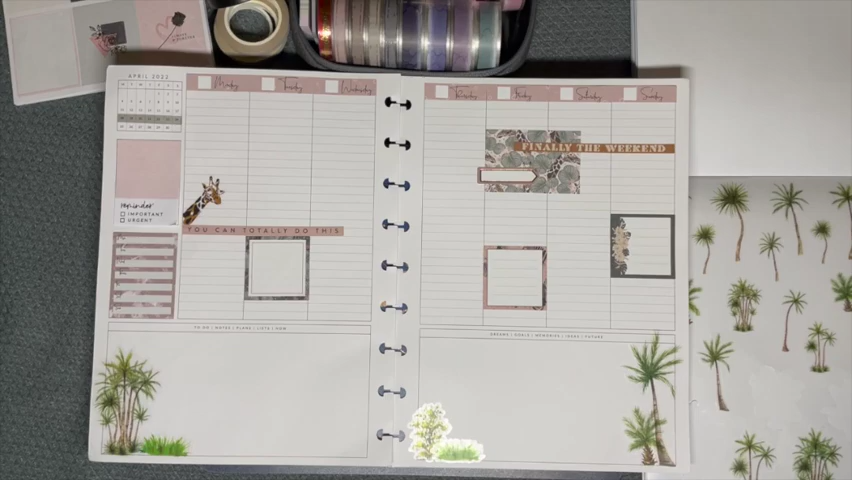 APRIL 2022
Monday
Tuesday
Wednesday
Thursday
Friday
Saturday
Sunday
FINALLY THE WEEKEND
Reminder
IMPORTANT
URGENT
YOU CAN TOTALLY DO THIS
TO DO | NOTES | PLANS | LISTS | NOW
DREAMS | GOALS | MEMORIES | IDEAS | FUTURE